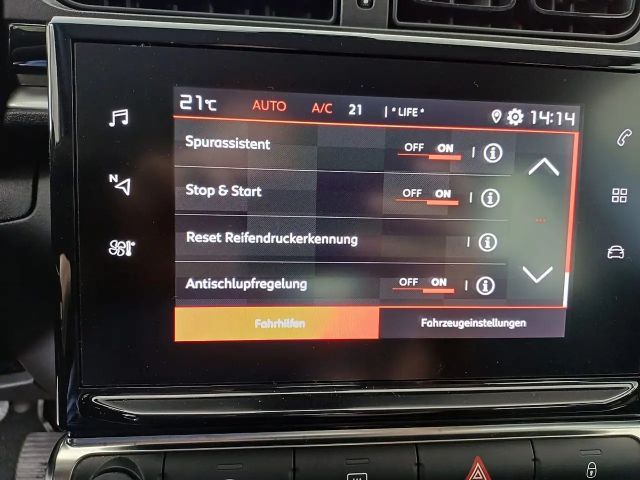 21°C AUTO A/C 21 | * LIFE * 14:14
Spurassistent OFF ON
Stop & Start OFF ON
N
Reset Reifendruckerkennung
Antischlupfregelung OFF ON
Fahrhilfen Fahrzeugeinstellungen